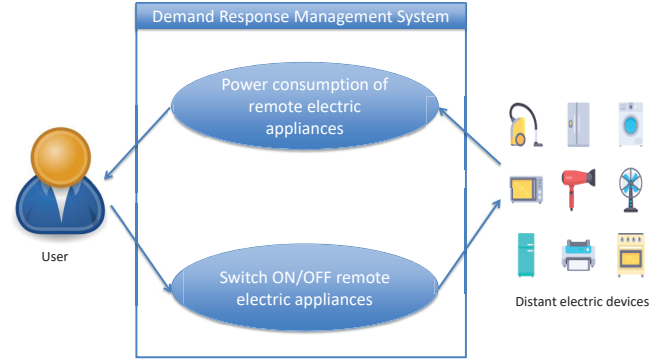 Demand Response Management System
Power consumption of
remote electric
appliances
User
Switch ON/OFF remote
electric appliances
Distant electric devices